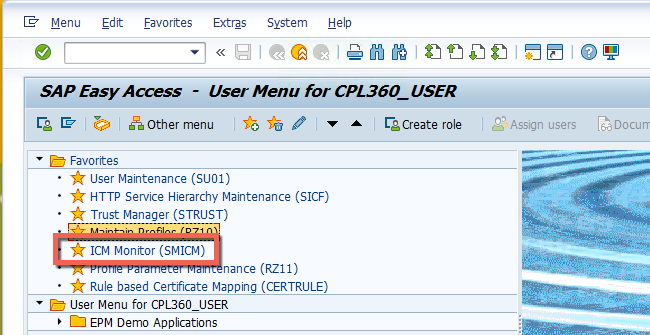 Menu Edit Favorites Extras System Help
SAP Easy Access - User Menu for CPL360_USER
Other menu Create role Assign users Docum
Favorites
User Maintenance (SU01)
HTTP Service Hierarchy Maintenance (SICF)
Trust Manager (STRUST)
Maintain Profiles (RZ10)
ICM Monitor (SMICM)
Profile Parameter Maintenance (RZ11)
Rule based Certificate Mapping (CERTRULE)
User Menu for CPL360_USER
EPM Demo Applications